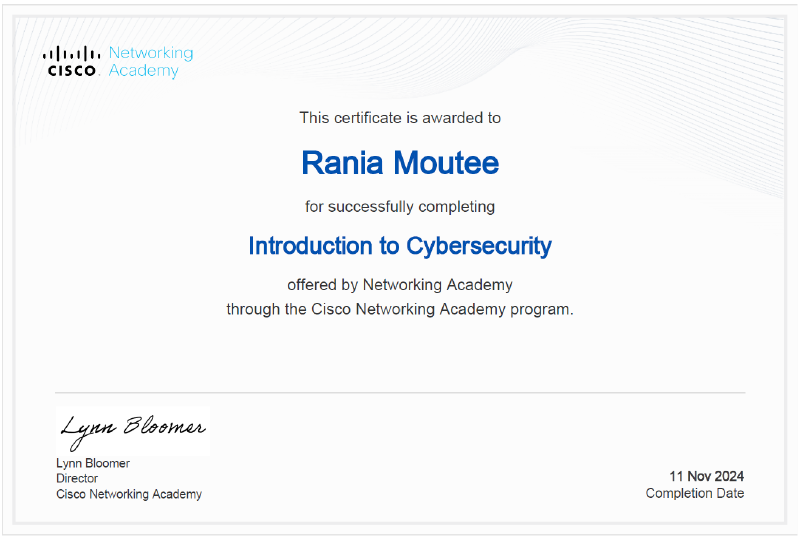 CISCO
Networking
Academy
This certificate is awarded to
Rania Moutee
for successfully completing
Introduction to Cybersecurity
offered by Networking Academy
through the Cisco Networking Academy program.
Lynn Bloomer
Lynn Bloomer
Director
Cisco Networking Academy
11 Nov 2024
Completion Date